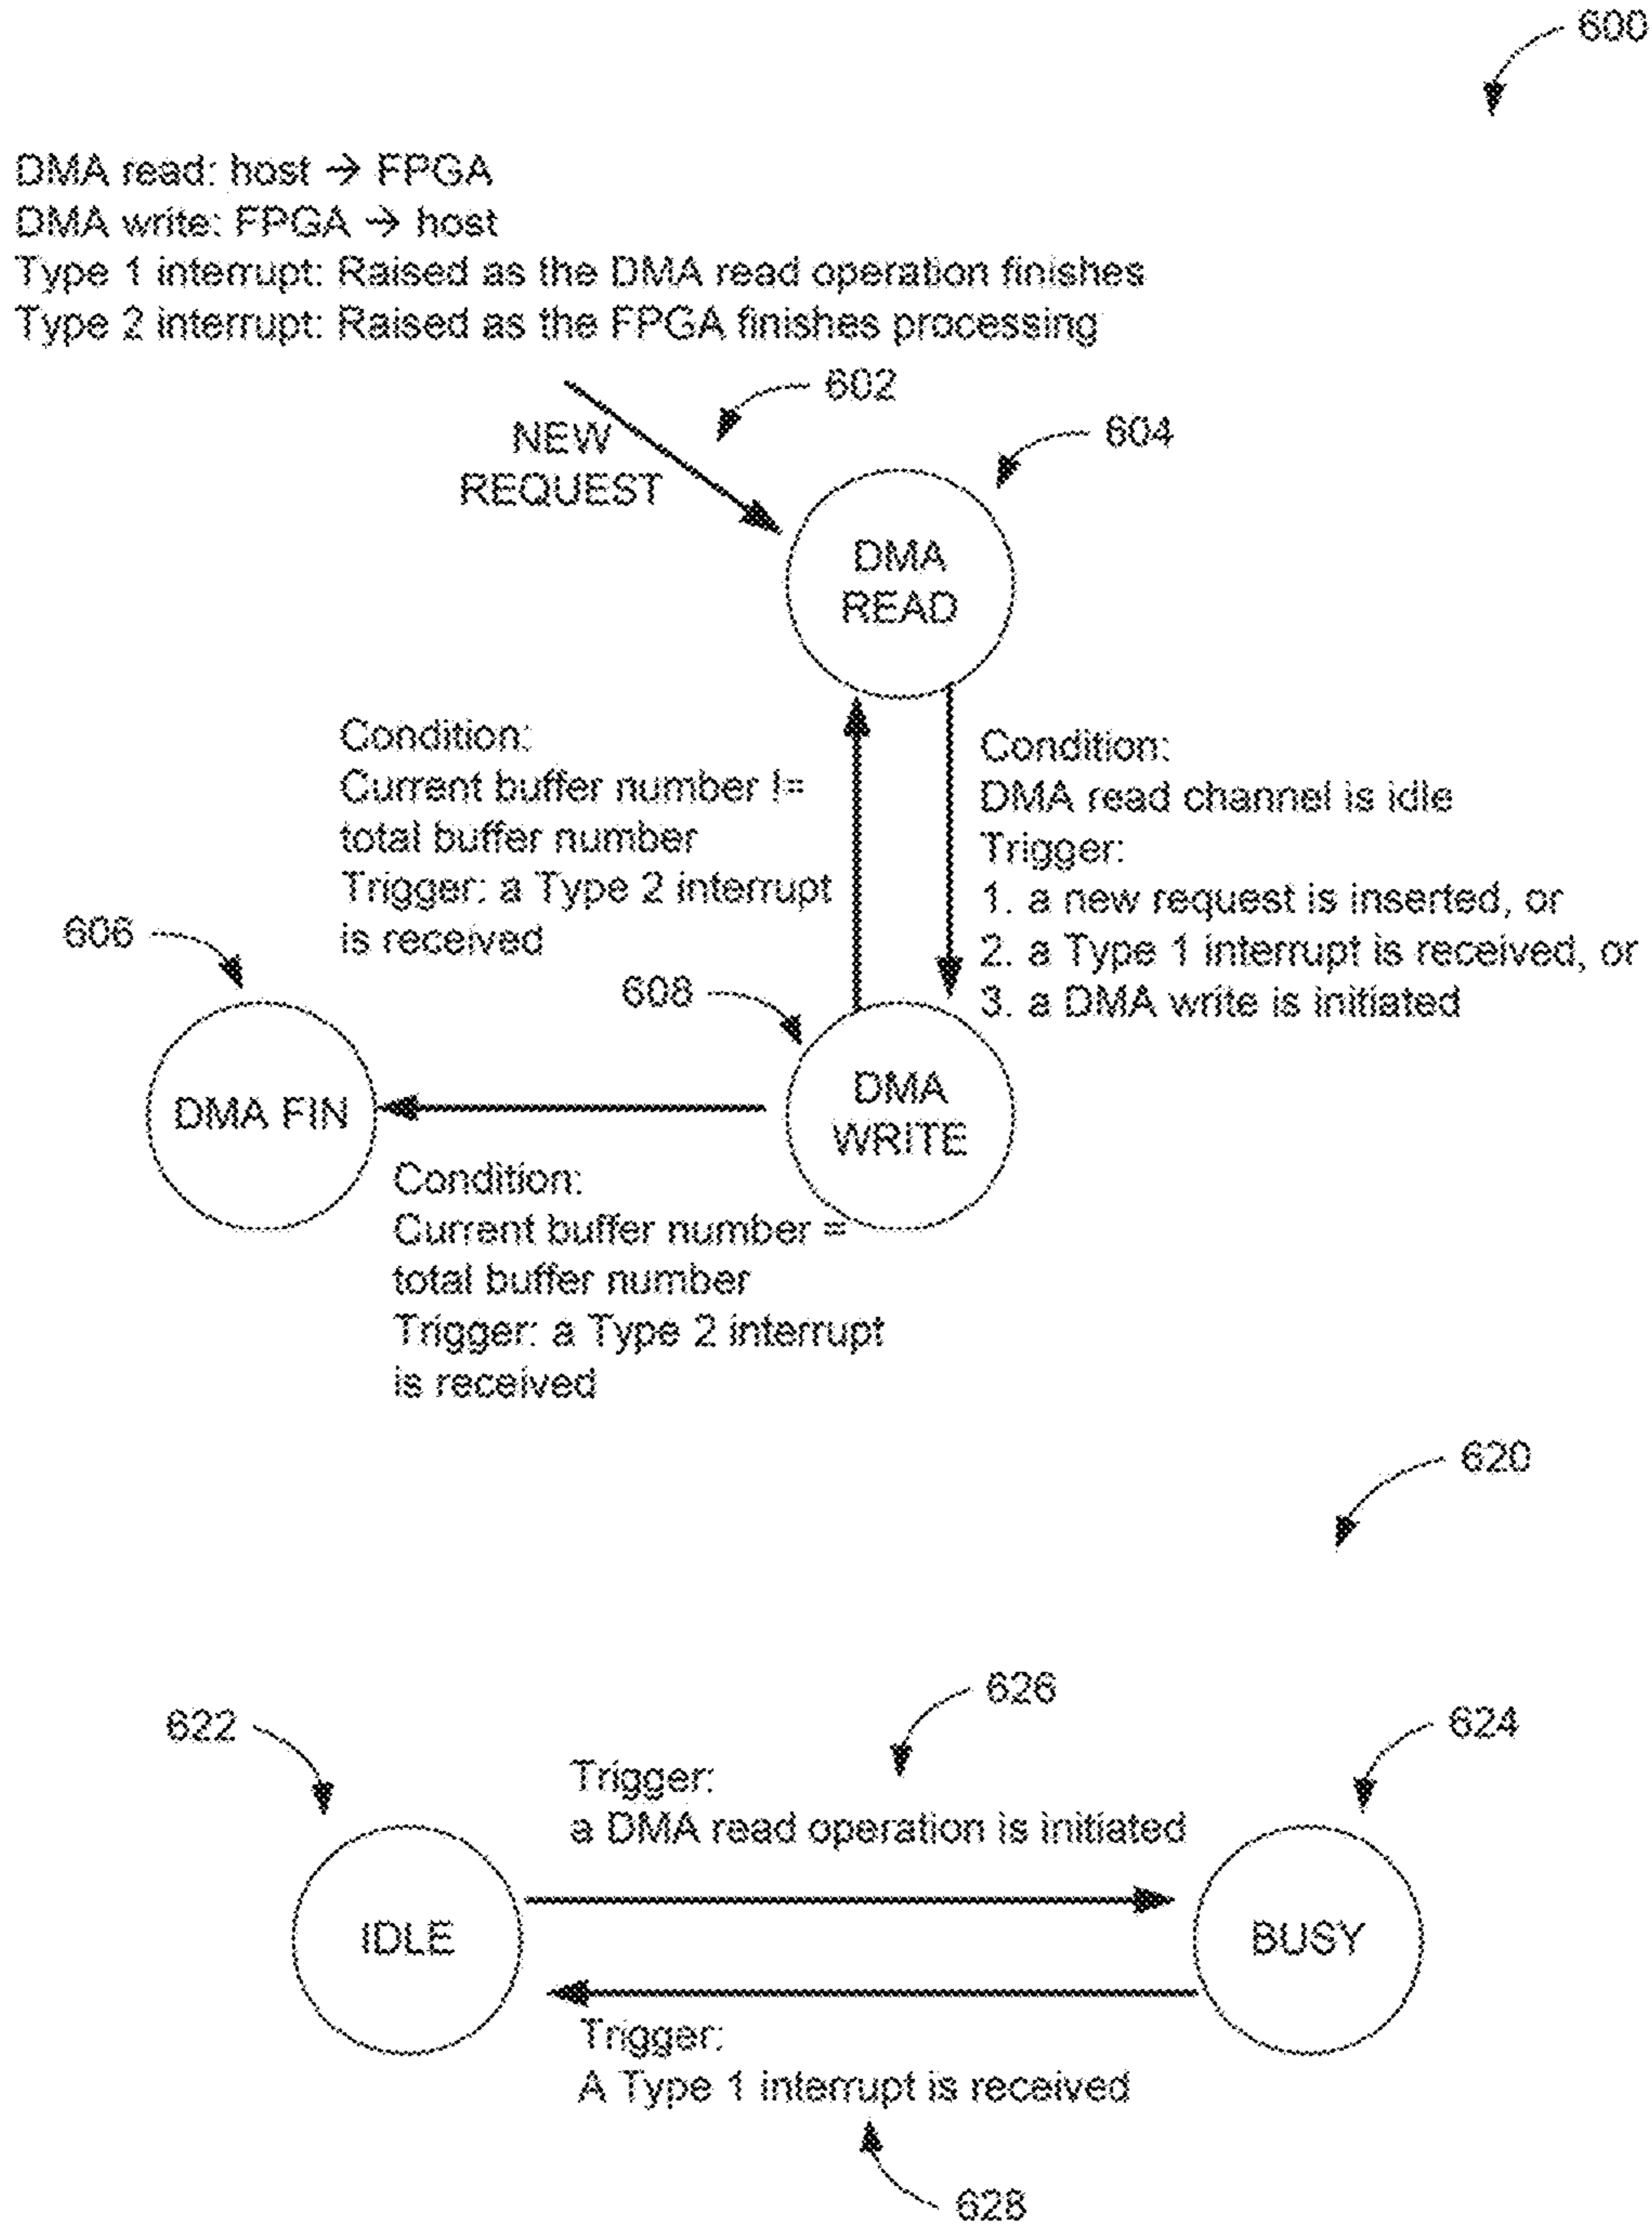 600
DMA read: host → FPGA
DMA write: FPGA → host
Type 1 interrupt: Raised as the DMA read operation finishes
Type 2 interrupt: Raised as the FPGA finishes processing
602
NEW
REQUEST
604
DMA
READ
Condition:
Current buffer number !=
total buffer number
Trigger: a Type 2 interrupt
is received
Condition:
DMA read channel is idle
Trigger:
1. a new request is inserted, or
2. a Type 1 interrupt is received, or
3. a DMA write is initiated
606
608
DMA FIN
DMA
WRITE
Condition:
Current buffer number =
total buffer number
Trigger: a Type 2 interrupt
is received
620
622
626
624
Trigger:
a DMA read operation is initiated
IDLE
BUSY
Trigger:
A Type 1 interrupt is received
628